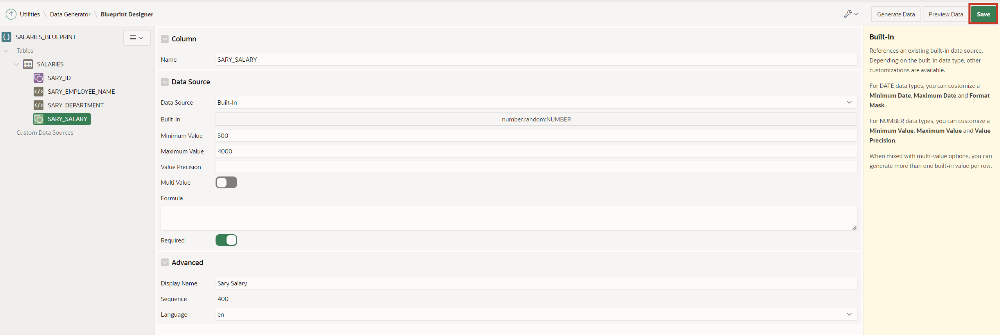 Utilities \ Data Generator \ Blueprint Designer
Generate Data
Preview Data
Save
SALARIES_BLUEPRINT
Tables
SALARIES
SARY_ID
SARY_EMPLOYEE_NAME
SARY_DEPARTMENT
SARY_SALARY
Custom Data Sources
Column
Name SARY_SALARY
Data Source
Data Source Built-In
Built-In number.random:NUMBER
Minimum Value 500
Maximum Value 4000
Value Precision
Multi Value
Formula
Required
Advanced
Display Name Sary Salary
Sequence 400
Language en
Built-In
References an existing built-in data source.
Depending on the built-in data type, other
customizations are available.
For DATE data types, you can customize a
Minimum Date, Maximum Date and Format
Mask.
For NUMBER data types, you can customize a
Minimum Value, Maximum Value and Value
Precision.
When mixed with multi-value options, you can
generate more than one built-in value per row.